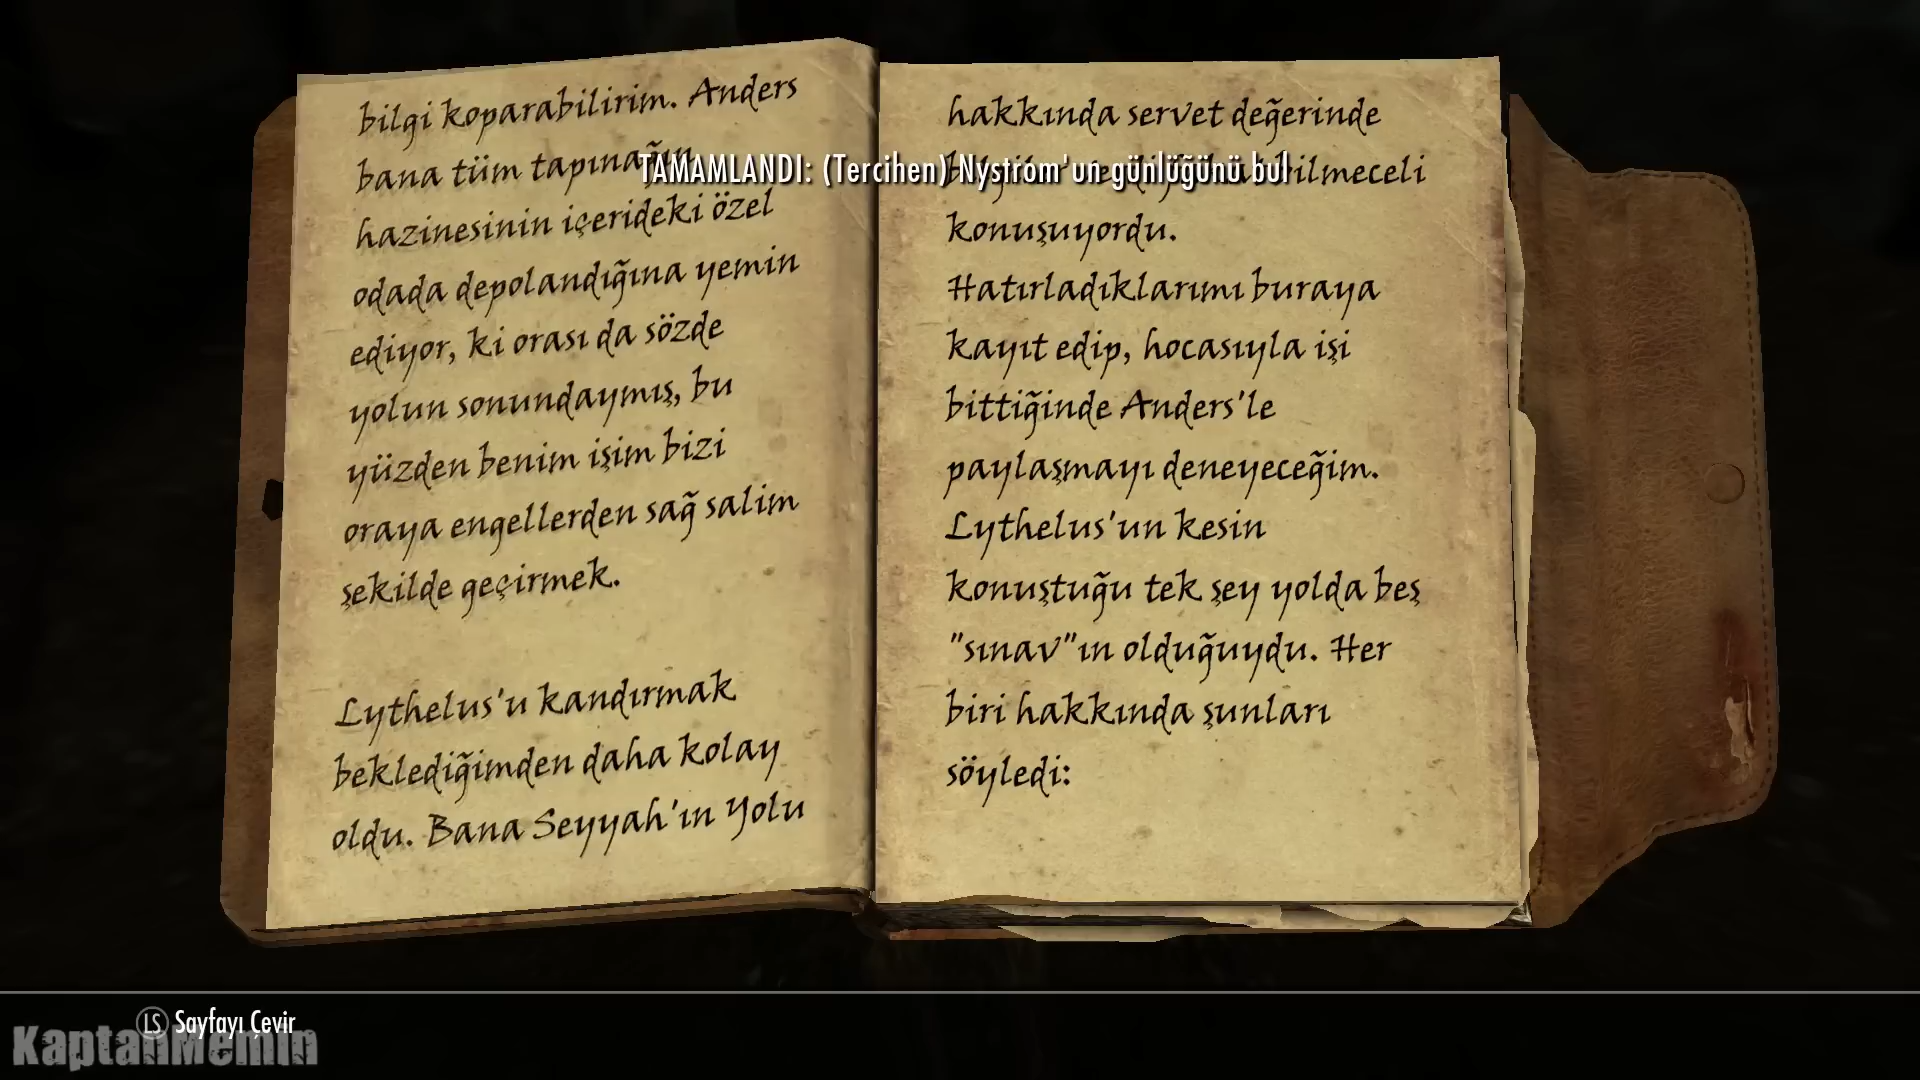 bilgi koparabilirim. Anders
bana tüm tapınağın
hazinesinin içerideki özel
odada depolandığına yemin
ediyor, ki orası da sözde
yolun sonundaymış, bu
yüzden benim işim bizi
oraya engellerden sağ salim
şekilde geçirmek.
Lythelus'u kandırmak
beklediğimden daha kolay
oldu. Bana Seyyah'ın Yolu
hakkında servet değerinde
bilmeceli
konuşuyordu.
Hatırladıklarımı buraya
kayıt edip, hocasıyla işi
bittiğinde Anders'le
paylaşmayı deneyeceğim.
Lythelus'un kesin
konuştuğu tek şey yolda beş
"sınav"ın olduğuydu. Her
biri hakkında şunları
söyledi:
TAMAMLANDI: (Tercihen) Nystrom'un günlüğünü bul
LS Sayfayı Çevir
KaptanMemin